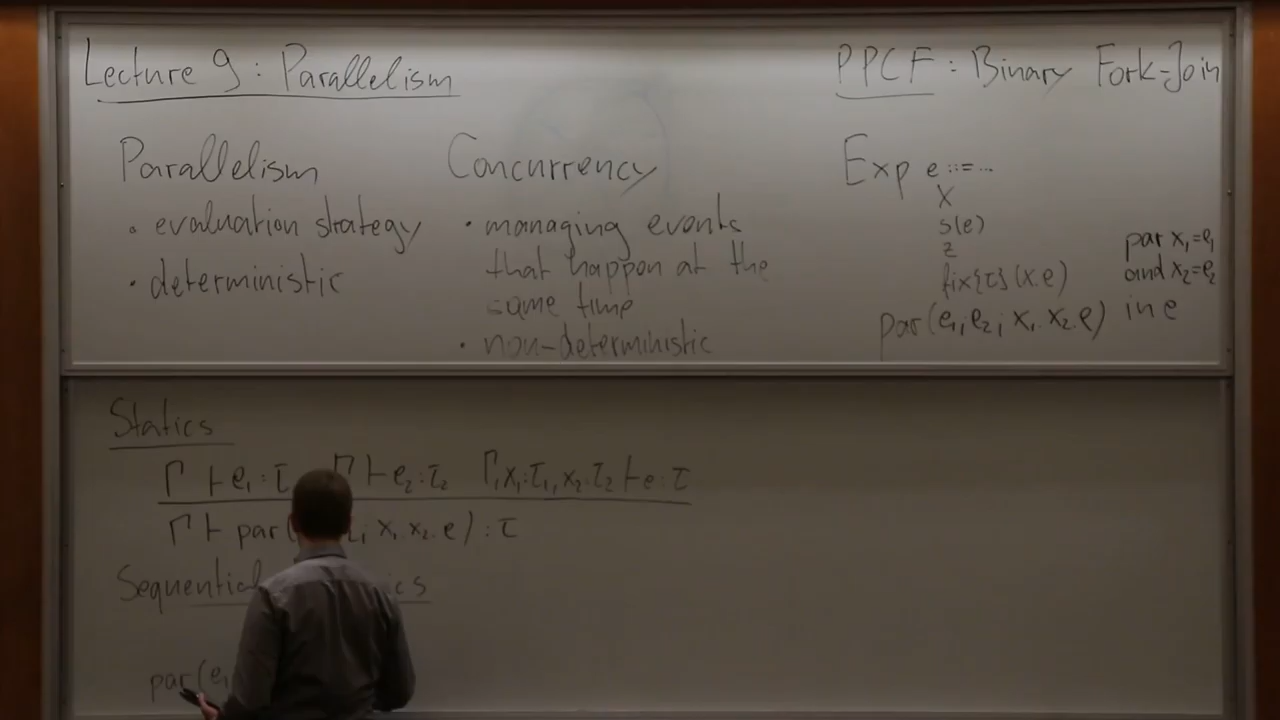 Lecture 9: Parallelism
Parallelism
• evaluation strategy
• deterministic
Concurrency
• managing events
that happen at the
same time
• non-deterministic
PPCF: Binary Fork-Join
Exp e ::= ...
x
s(e)
z
fix{τ}(x.e)
par(e₁; e₂; x₁. x₂. e)
par x₁=e₁
and x₂=e₂
in e
Statics
Γ ⊢ e₁:τ Γ ⊢ e₂:τ₂ Γ, x₁:τ₁, x₂:τ₂ ⊢ e:τ
Γ ⊢ par( ; x₁. x₂. e) : τ
Sequential
par(e₁